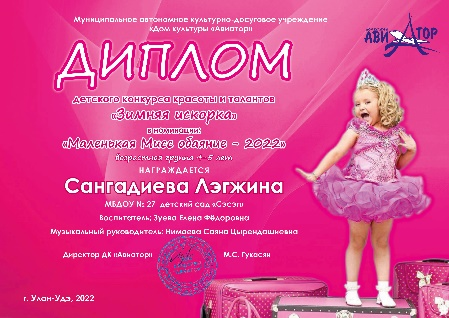 Муниципальное автономное культурно-досуговое учреждение
«Дом культуры «Авиатор»
АВИАТОР
ДИПЛОМ
детского конкурса красоты и талантов
«Зимняя искорка»
в номинации:
«Маленькая Мисс обаяние - 2022»
возрастная группа 4-5 лет
НАГРАЖДАЕТСЯ
Сангадиева Лэгжина
МБДОУ № 27 детский сад «Сэсэг»
Воспитатель: Зуева Елена Фёдоровна
Музыкальный руководитель: Нимаева Саяна Цырендашиевна
Директор ДК «Авиатор» М.С. Гукасян
г. Улан-Удэ, 2022